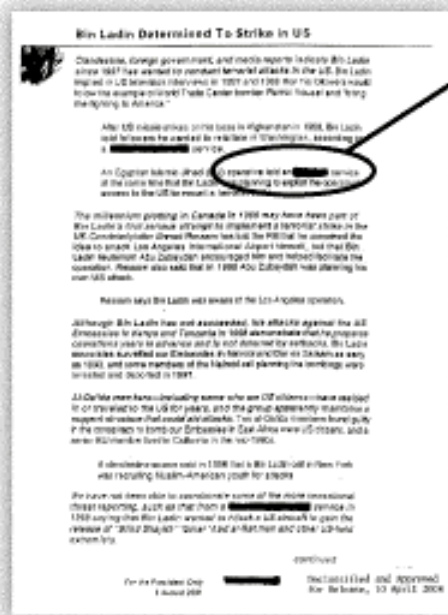 Bin Ladin Determined To Strike in US
Clandestine, foreign government, and media reports indicate Bin Ladin
since 1997 has wanted to conduct terrorist attacks in the US. Bin Ladin
implied in US television interviews in 1997 and 1998 that his followers would
follow the example of World Trade Center bomber Ramzi Yousef and "bring
the fighting to America."
After US missile strikes on his base in Afghanistan in 1998, Bin Ladin
told followers he wanted to retaliate in Washington, according to
a service.
An Egyptian Islamic Jihad operative told an service
at the same time that Bin Ladin was planning to exploit the operative's
access to the US to mount a terrorist
The millennium plotting in Canada in 1999 may have been part of
Bin Ladin's first serious attempt to implement a terrorist strike in the
US. Convicted plotter Ahmed Ressam has told the FBI that he conceived the
idea to attack Los Angeles International Airport himself, but that Bin
Ladin lieutenant Abu Zubaydah encouraged him and helped facilitate the
operation. Ressam also said that in 1998 Abu Zubaydah was planning his
own US attack.
Ressam says Bin Ladin was aware of the Los Angeles operation.
Although Bin Ladin has not succeeded, his attacks against the US
Embassies in Kenya and Tanzania in 1998 demonstrate that he prepares
operations years in advance and is not deterred by setbacks. Bin Ladin
associates surveilled our Embassies in Nairobi and Dar es Salaam as early
as 1993, and some members of the Nairobi cell planning the bombings were
arrested and deported in 1997.
Al-Qa'ida members—including some who are US citizens—have resided
in or traveled to the US for years, and the group apparently maintains a
support structure that could aid attacks. Two al-Qa'ida members found guilty
in the conspiracy to bomb our Embassies in East Africa were US citizens, and a
senior EIJ member lived in California in the mid-1990s.
A clandestine source said in 1998 that a Bin Ladin cell in New York
was recruiting Muslim-American youth for attacks.
We have not been able to corroborate some of the more sensational
threat reporting, such as that from a service in
1998 saying that Bin Ladin wanted to hijack a US aircraft to gain the
release of "Blind Shaykh" 'Umar 'Abd al-Rahman and other US-held
extremists.
continued
For the President Only
6 August 2001
Declassified and Approved
for Release, 10 April 2004